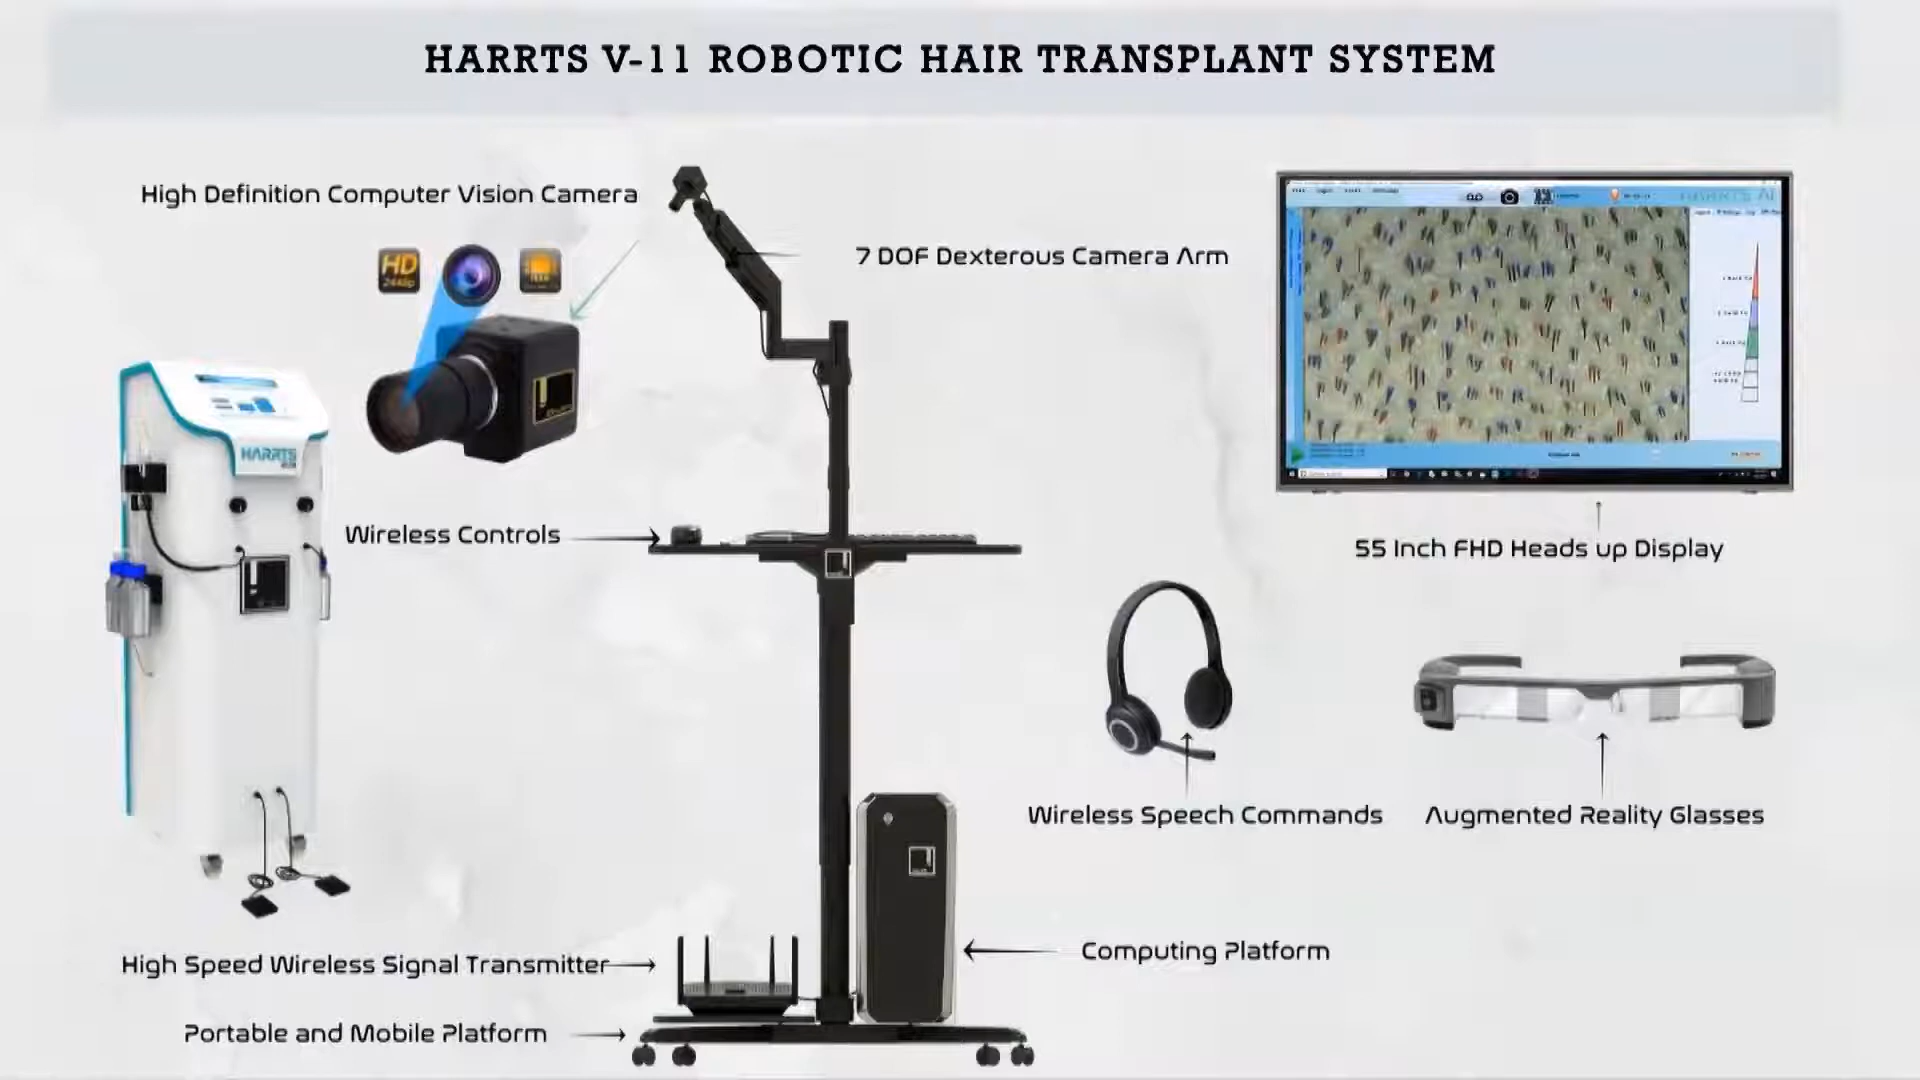 HARRTS V-11 ROBOTIC HAIR TRANSPLANT SYSTEM
High Definition Computer Vision Camera
7 DOF Dexterous Camera Arm
HD
HARRTS AI
HARRTS
Wireless Controls
55 Inch FHD Heads up Display
Wireless Speech Commands
Augmented Reality Glasses
High Speed Wireless Signal Transmitter
Computing Platform
Portable and Mobile Platform